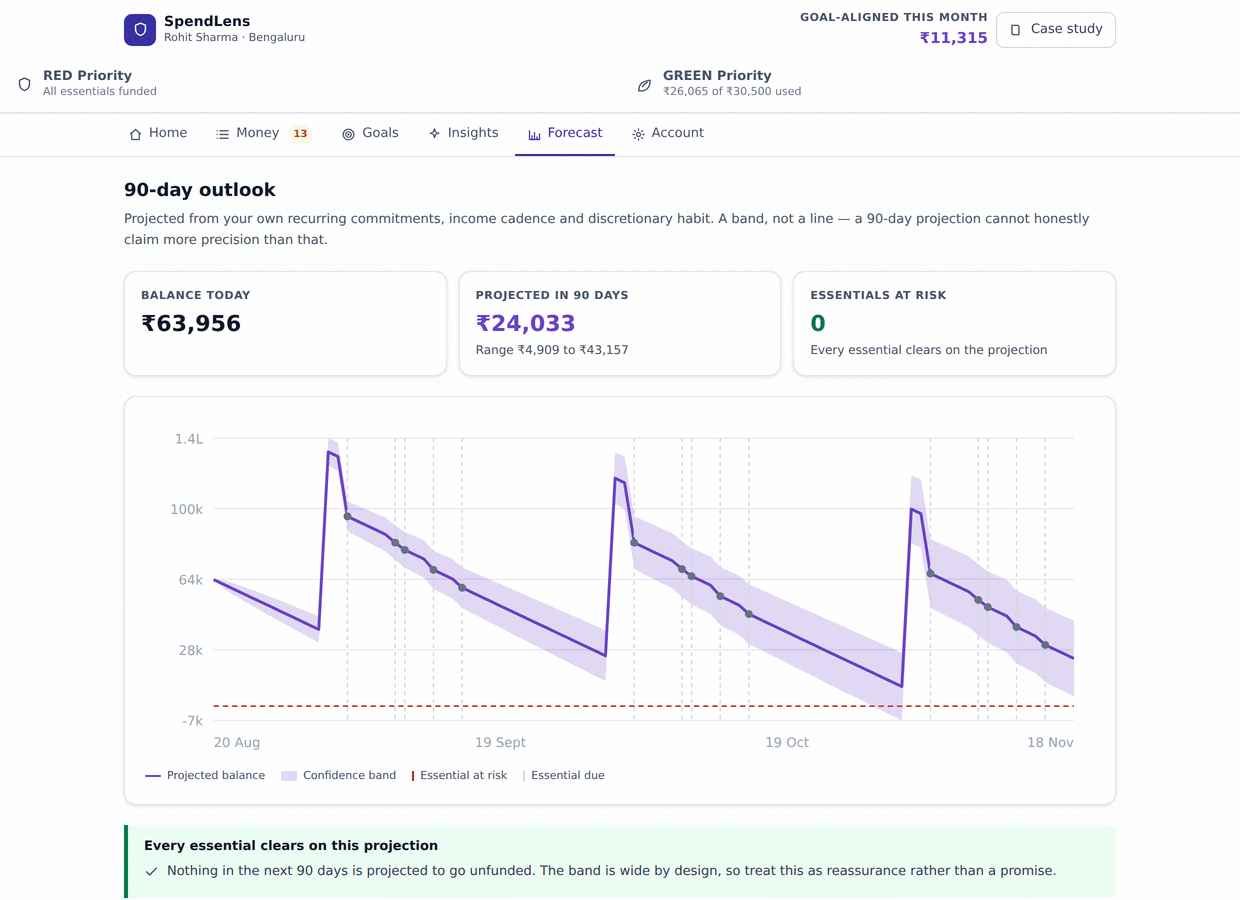 SpendLens
Rohit Sharma · Bengaluru
GOAL-ALIGNED THIS MONTH
₹11,315
Case study
RED Priority
All essentials funded
GREEN Priority
₹26,065 of ₹30,500 used
Home
Money 13
Goals
Insights
Forecast
Account
90-day outlook
Projected from your own recurring commitments, income cadence and discretionary habit. A band, not a line — a 90-day projection cannot honestly
claim more precision than that.
BALANCE TODAY
₹63,956
PROJECTED IN 90 DAYS
₹24,033
Range ₹4,909 to ₹43,157
ESSENTIALS AT RISK
0
Every essential clears on the projection
1.4L
100k
64k
28k
-7k
20 Aug
19 Sept
19 Oct
18 Nov
Projected balance
Confidence band
Essential at risk
Essential due
Every essential clears on this projection
Nothing in the next 90 days is projected to go unfunded. The band is wide by design, so treat this as reassurance rather than a promise.